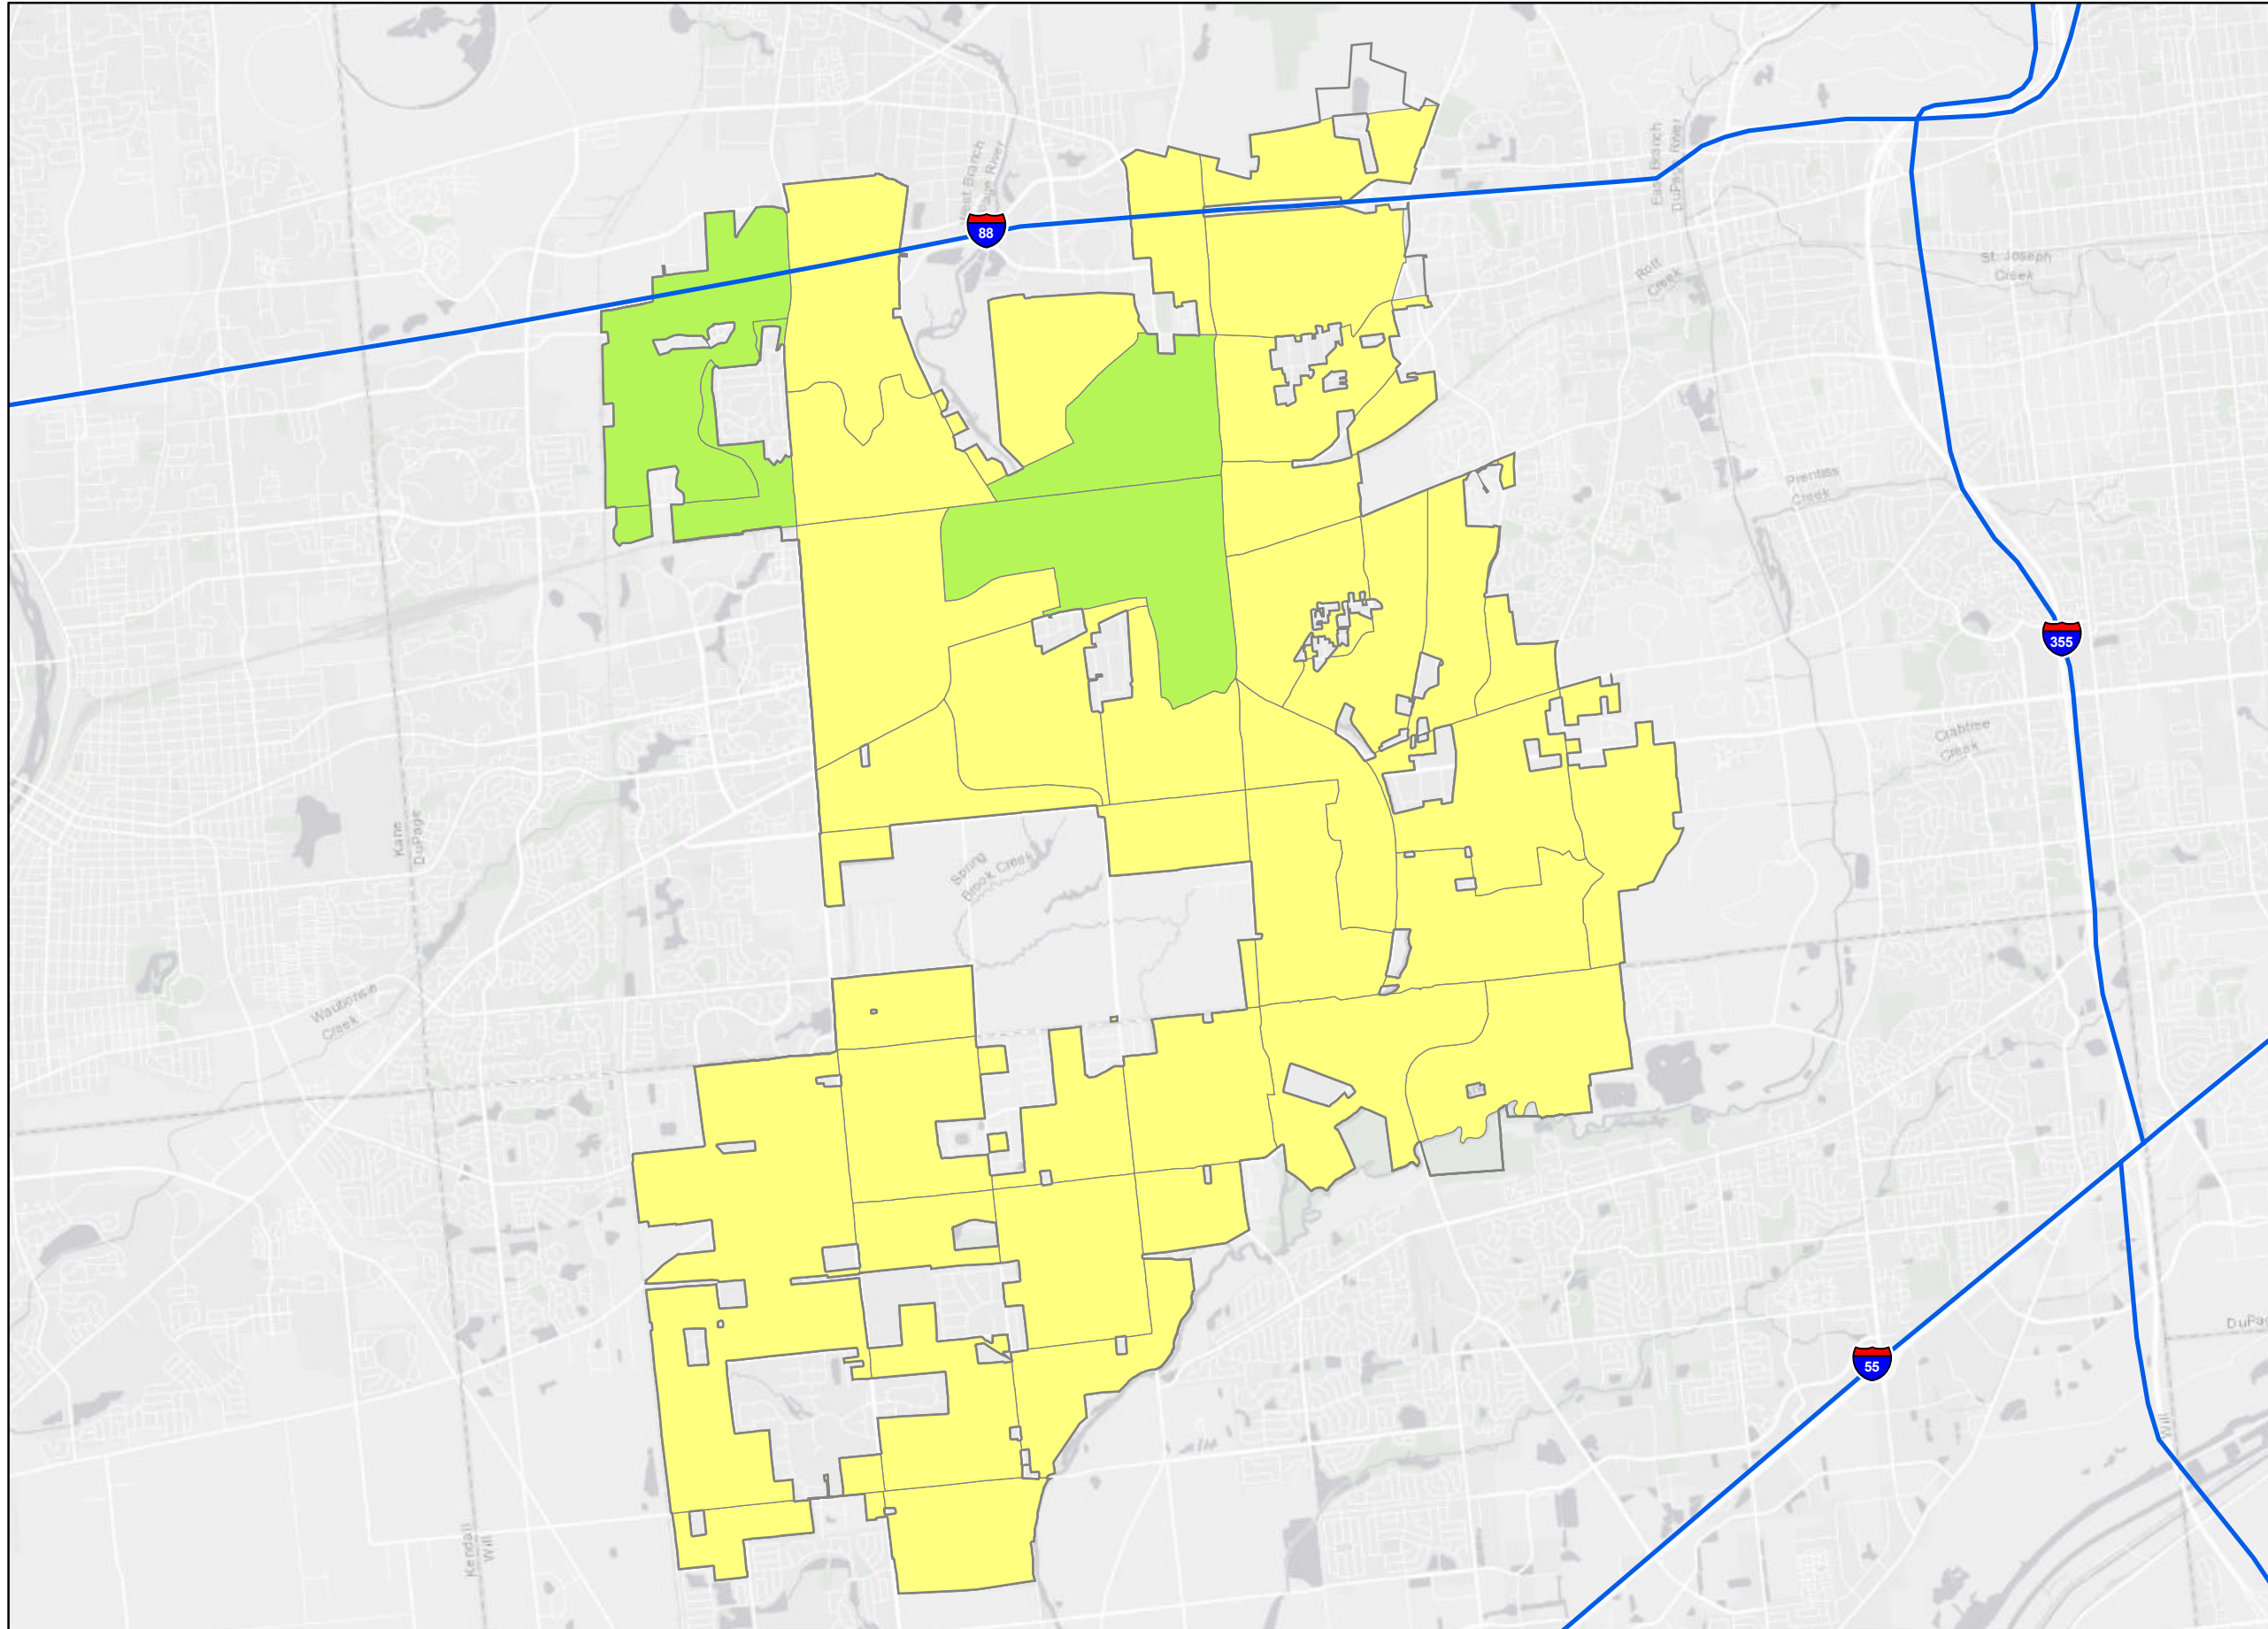 West Branch
DuPage River
88
East Branch
DuPage River
Rott
Creek
St. Joseph
Creek
Prentiss
Creek
355
Crabtree
Creek
Kane
DuPage
Spring
Brook Creek
Waubonsie
Creek
55
DuPag
Will
Kendall
Will